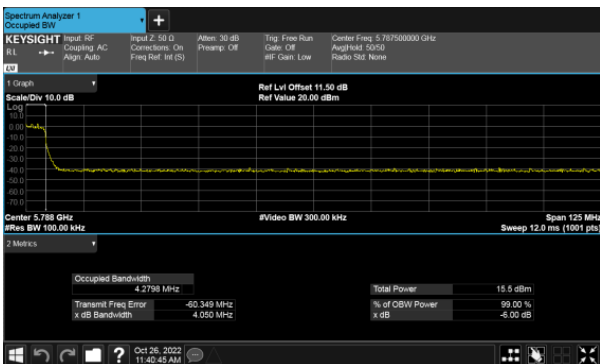 Spectrum Analyzer 1
Occupied BW
KEYSIGHT Input: RF Input Z: 50 Ω Atten: 30 dB Trig: Free Run Center Freq: 5.787500000 GHz
RL Coupling: AC Corrections: On Preamp: Off Gate: Off Avg|Hold: 50/50
Align: Auto Freq Ref: Int (S) #IF Gain: Low Radio Std: None
LXI
1 Graph
Ref Lvl Offset 11.50 dB
Scale/Div 10.0 dB Ref Value 20.00 dBm
Log
10.0
0.00
-10.0
-20.0
-30.0
-40.0
-50.0
-60.0
-70.0
Center 5.788 GHz #Video BW 300.00 kHz Span 125 MHz
#Res BW 100.00 kHz Sweep 12.0 ms (1001 pts)
2 Metrics
Occupied Bandwidth
4.2798 MHz Total Power 15.5 dBm
Transmit Freq Error -60.349 MHz % of OBW Power 99.00 %
x dB Bandwidth 4.050 MHz x dB -6.00 dB
? Oct 26, 2022
11:40:45 AM